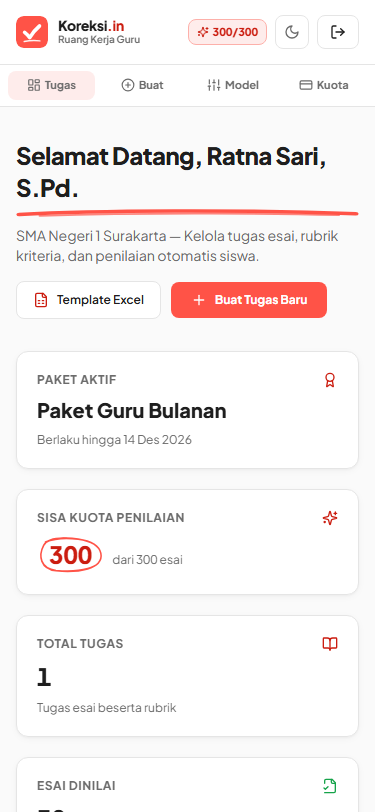 Koreksi.in
Ruang Kerja Guru
300/300
Tugas
Buat
Model
Kuota
Selamat Datang, Ratna Sari,
S.Pd.
SMA Negeri 1 Surakarta — Kelola tugas esai, rubrik
kriteria, dan penilaian otomatis siswa.
Template Excel
Buat Tugas Baru
PAKET AKTIF
Paket Guru Bulanan
Berlaku hingga 14 Des 2026
SISA KUOTA PENILAIAN
300 dari 300 esai
TOTAL TUGAS
1
Tugas esai beserta rubrik
ESAI DINILAI